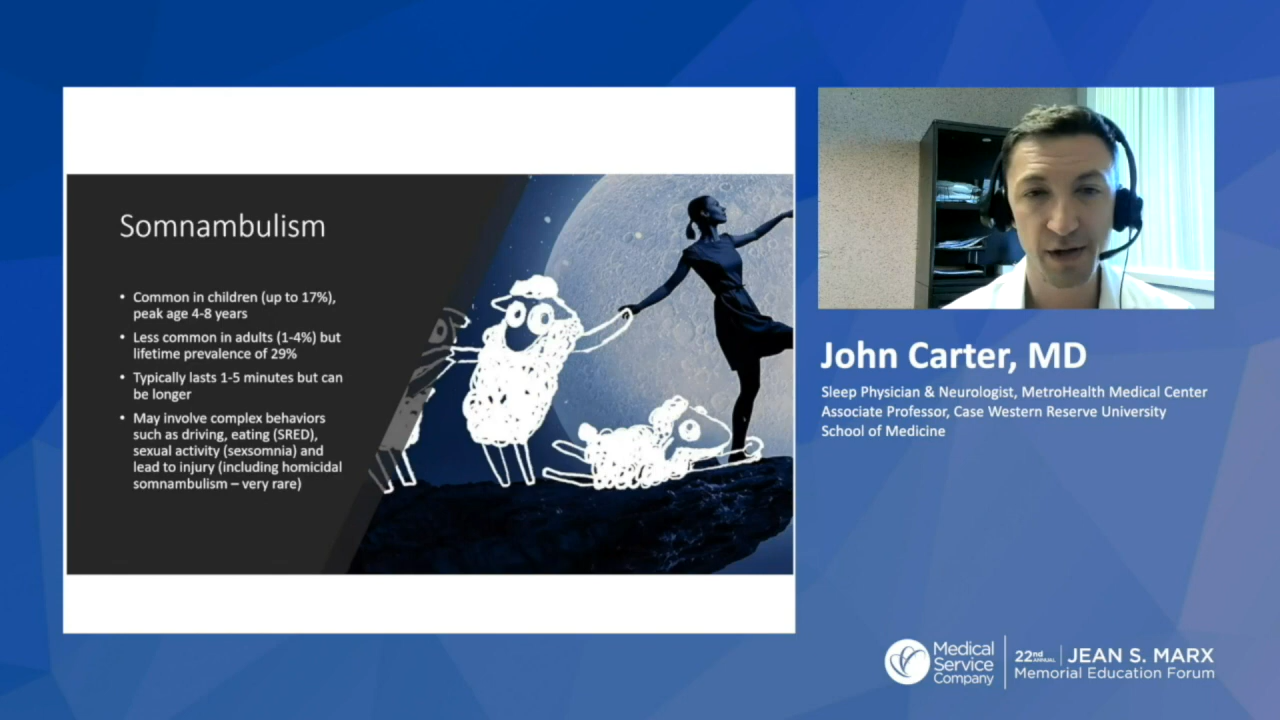 Somnambulism
• Common in children (up to 17%),
peak age 4-8 years
• Less common in adults (1-4%) but
lifetime prevalence of 29%
• Typically lasts 1-5 minutes but can
be longer
• May involve complex behaviors
such as driving, eating (SRED),
sexual activity (sexsomnia) and
lead to injury (including homicidal
somnambulism – very rare)
John Carter, MD
Sleep Physician & Neurologist, MetroHealth Medical Center
Associate Professor, Case Western Reserve University
School of Medicine
Medical
Service
Company
22nd ANNUAL | JEAN S. MARX
Memorial Education Forum